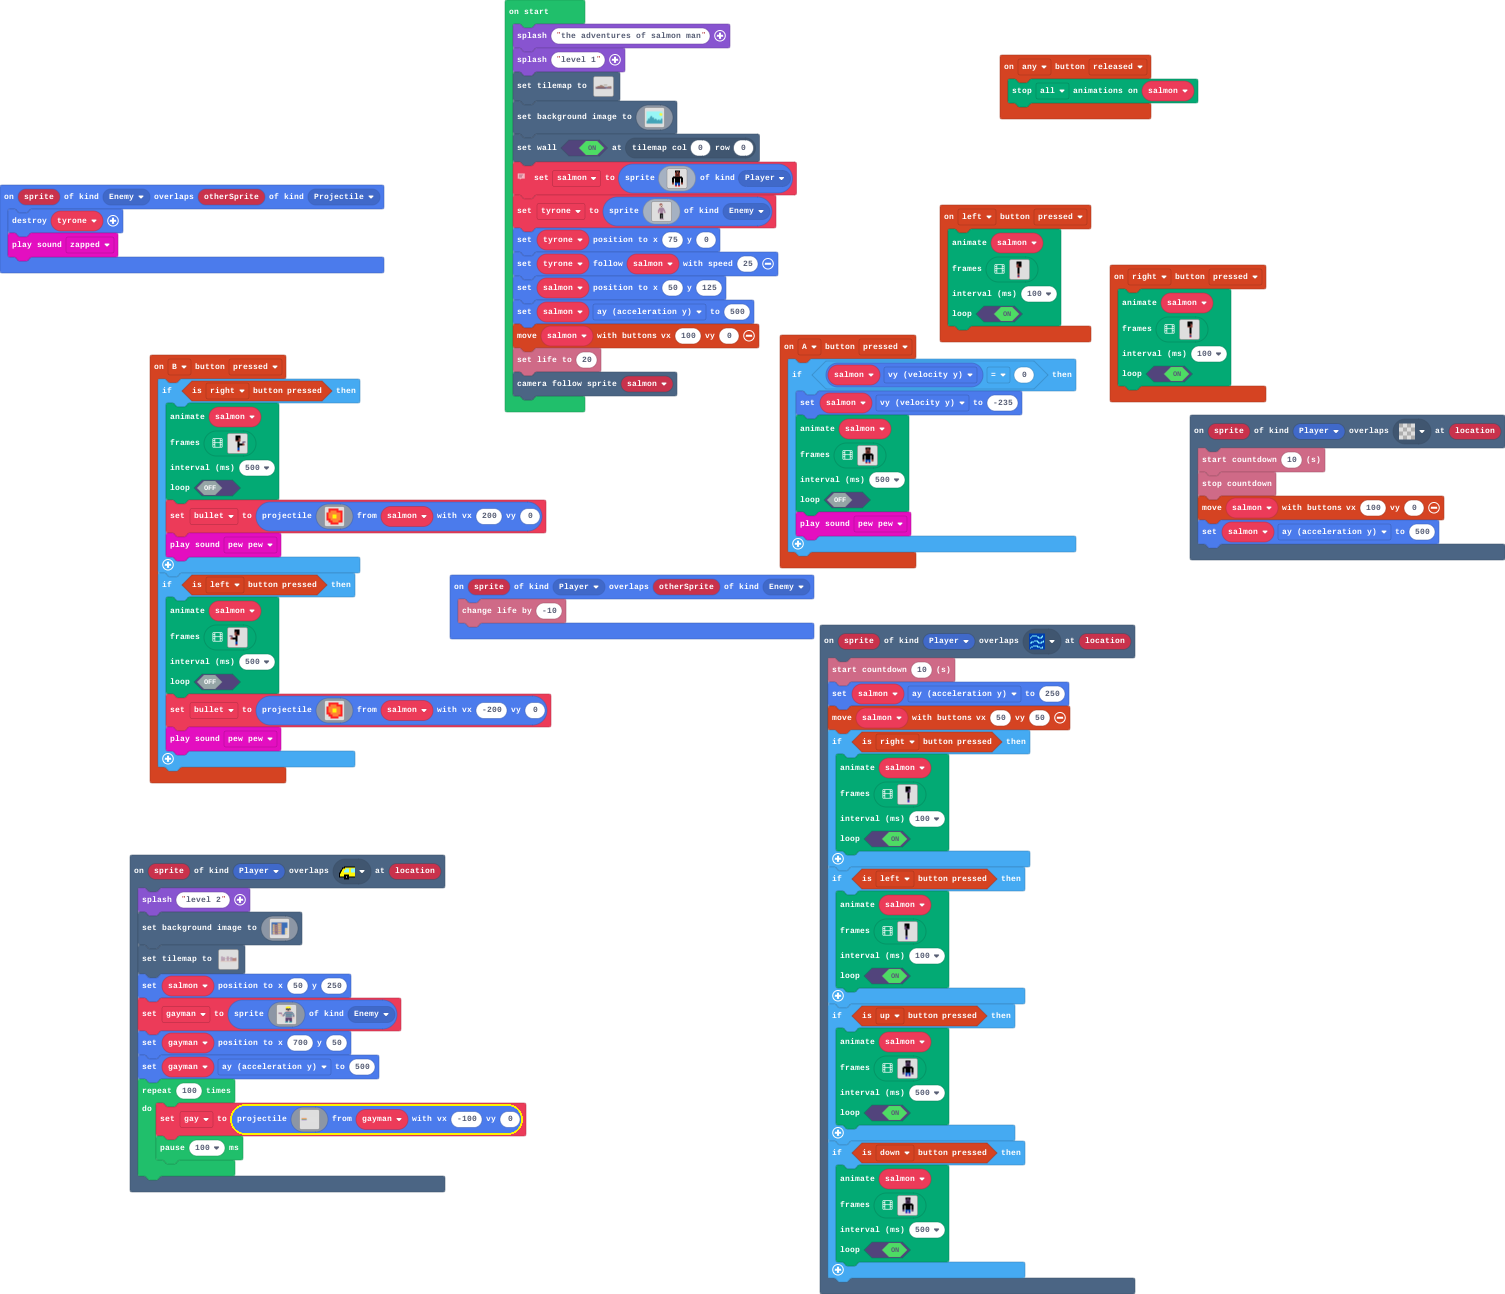 on start
splash "the adventures of salmon man"
splash "level 1"
set tilemap to
set background image to
set wall ON at tilemap col 0 row 0
set salmon to sprite of kind Player
set tyrone to sprite of kind Enemy
set tyrone position to x 75 y 0
set tyrone follow salmon with speed 25
set salmon position to x 50 y 125
set salmon ay (acceleration y) to 500
move salmon with buttons vx 100 vy 0
set life to 20
camera follow sprite salmon
on any button released
stop all animations on salmon
on sprite of kind Enemy overlaps otherSprite of kind Projectile
destroy tyrone
play sound zapped
on left button pressed
animate salmon
frames
interval (ms) 100
loop ON
on right button pressed
animate salmon
frames
interval (ms) 100
loop ON
on A button pressed
if salmon vy (velocity y) = 0 then
set salmon vy (velocity y) to -235
animate salmon
frames
interval (ms) 500
loop OFF
play sound pew pew
on B button pressed
if is right button pressed then
animate salmon
frames
interval (ms) 500
loop OFF
set bullet to projectile from salmon with vx 200 vy 0
play sound pew pew
if is left button pressed then
animate salmon
frames
interval (ms) 500
loop OFF
set bullet to projectile from salmon with vx -200 vy 0
play sound pew pew
on sprite of kind Player overlaps at location
start countdown 10 (s)
stop countdown
move salmon with buttons vx 100 vy 0
set salmon ay (acceleration y) to 500
on sprite of kind Player overlaps otherSprite of kind Enemy
change life by -10
on sprite of kind Player overlaps at location
start countdown 10 (s)
set salmon ay (acceleration y) to 250
move salmon with buttons vx 50 vy 50
if is right button pressed then
animate salmon
frames
interval (ms) 100
loop ON
if is left button pressed then
animate salmon
frames
interval (ms) 100
loop ON
if is up button pressed then
animate salmon
frames
interval (ms) 500
loop ON
if is down button pressed then
animate salmon
frames
interval (ms) 500
loop ON
on sprite of kind Player overlaps at location
splash "level 2"
set background image to
set tilemap to
set salmon position to x 50 y 250
set gayman to sprite of kind Enemy
set gayman position to x 700 y 50
set gayman ay (acceleration y) to 500
repeat 100 times
do
set gay to projectile from gayman with vx -100 vy 0
pause 100 ms